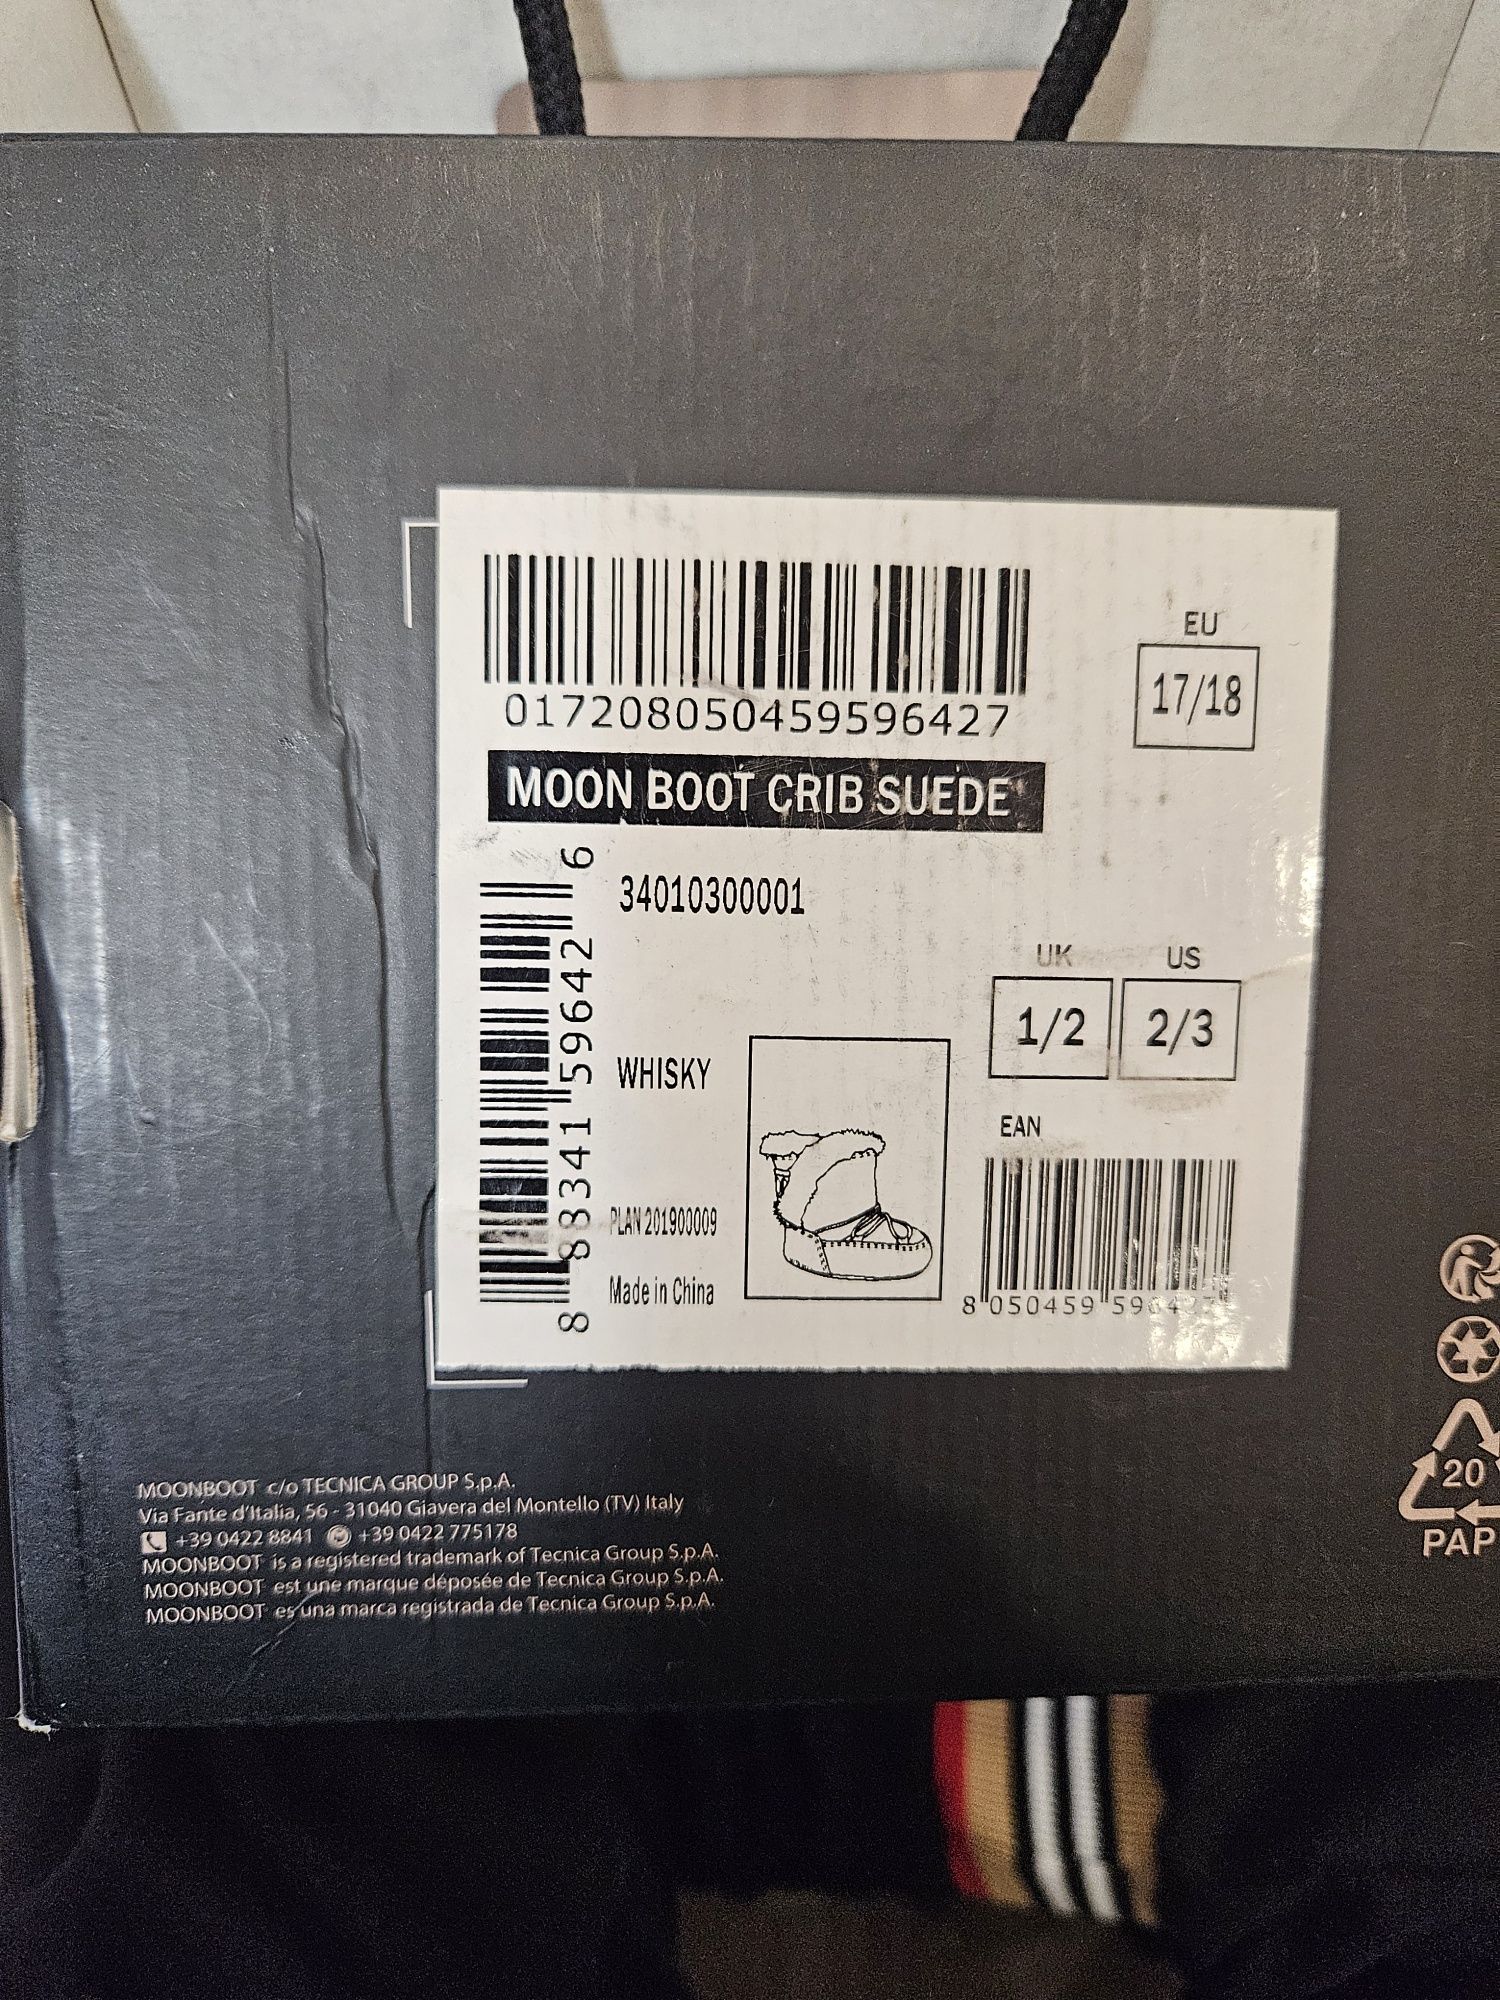 EU
17/18
017208050459596427
MOON BOOT CRIB SUEDE
34010300001
8 88341 59642 6
UK US
1/2 2/3
WHISKY
EAN
PLAN 201900009
Made in China
8 050459
20
PAP
MOONBOOT c/o TECNICA GROUP S.p.A.
Via Fante d'Italia, 56 - 31040 Giavera del Montello (TV) Italy
+39 0422 8841 +39 0422 775178
MOONBOOT is a registered trademark of Tecnica Group S.p.A.
MOONBOOT est une marque déposée de Tecnica Group S.p.A.
MOONBOOT es una marca registrada de Tecnica Group S.p.A.